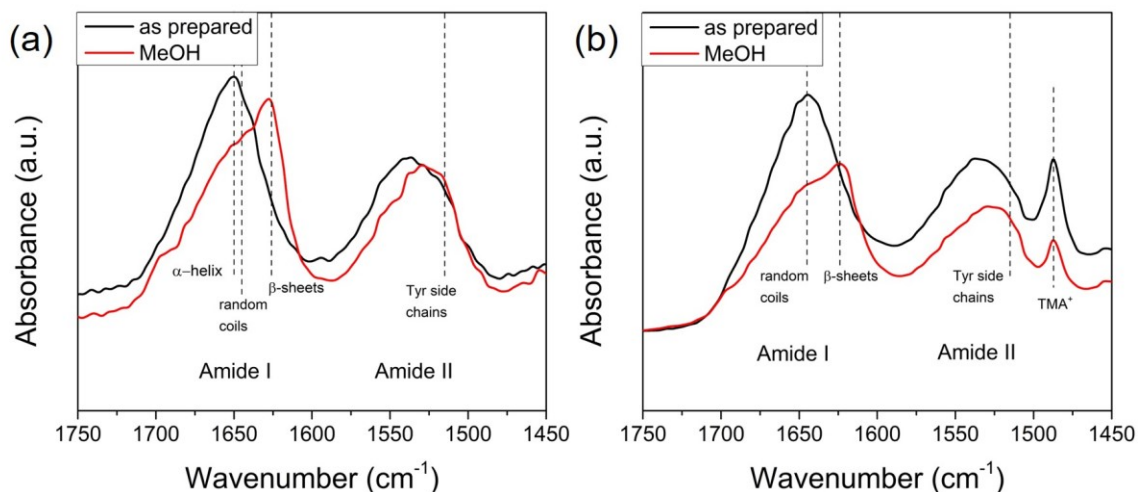 (a)
as prepared
MeOH
Absorbance (a.u.)
α–helix
random
coils
β-sheets
Tyr side
chains
Amide I
Amide II
1750 1700 1650 1600 1550 1500 1450
Wavenumber (cm⁻¹)
(b)
as prepared
MeOH
Absorbance (a.u.)
random
coils
β-sheets
Tyr side
chains
TMA⁺
Amide I
Amide II
1750 1700 1650 1600 1550 1500 1450
Wavenumber (cm⁻¹)